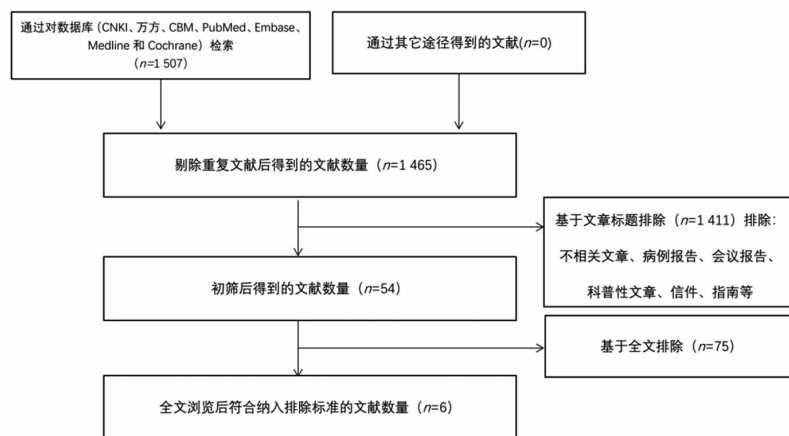 通过对数据库(CNKI、万方、CBM、PubMed、Embase、
Medline 和 Cochrane)检索
(n=1 507)
通过其它途径得到的文献(n=0)
剔除重复文献后得到的文献数量(n=1 465)
基于文章标题排除(n=1 411)排除:
不相关文章、病例报告、会议报告、
科普性文章、信件、指南等
初筛后得到的文献数量(n=54)
基于全文排除(n=75)
全文浏览后符合纳入排除标准的文献数量(n=6)